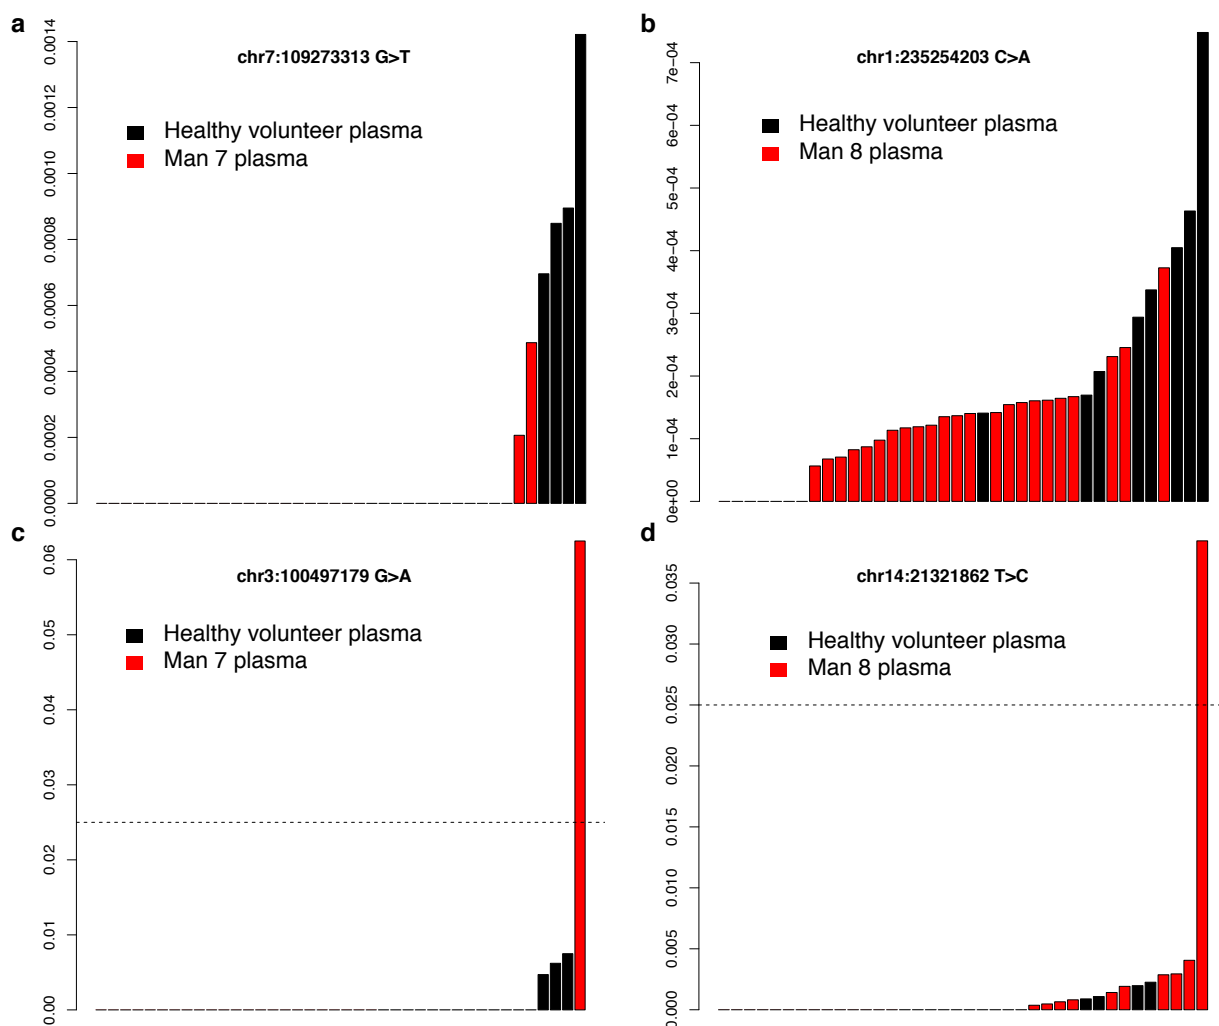 a
chr7:109273313 G>T
Healthy volunteer plasma
Man 7 plasma
0.0000
0.0002
0.0004
0.0006
0.0008
0.0010
0.0012
0.0014
b
chr1:235254203 C>A
Healthy volunteer plasma
Man 8 plasma
0e+00
1e−04
2e−04
3e−04
4e−04
5e−04
6e−04
7e−04
c
chr3:100497179 G>A
Healthy volunteer plasma
Man 7 plasma
0.00
0.01
0.02
0.03
0.04
0.05
0.06
d
chr14:21321862 T>C
Healthy volunteer plasma
Man 8 plasma
0.000
0.005
0.010
0.015
0.020
0.025
0.030
0.035